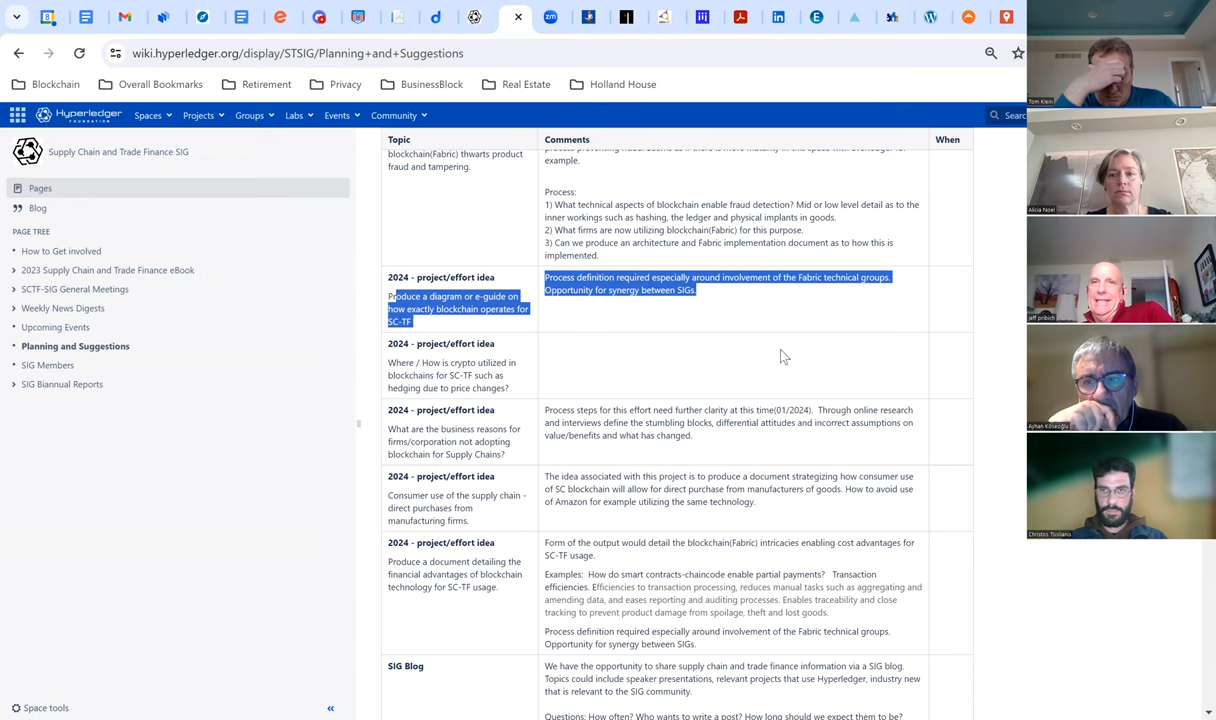 wiki.hyperledger.org/display/STSIG/Planning+and+Suggestions
Blockchain
Overall Bookmarks
Retirement
Privacy
BusinessBlock
Real Estate
Holland House
HYPERLEDGER
FOUNDATION
Spaces
Projects
Groups
Labs
Events
Community
Searc
Supply Chain and Trade Finance SIG
Pages
Blog
PAGE TREE
How to Get involved
2023 Supply Chain and Trade Finance eBook
SCTF-SIG General Meetings
Weekly News Digests
Upcoming Events
Planning and Suggestions
SIG Members
SIG Biannual Reports
Space tools
Topic
Comments
When
blockchain(Fabric) thwarts product
fraud and tampering.
example.
Process:
1) What technical aspects of blockchain enable fraud detection? Mid or low level detail as to the
inner workings such as hashing, the ledger and physical implants in goods.
2) What firms are now utilizing blockchain(Fabric) for this purpose.
3) Can we produce an architecture and Fabric implementation document as to how this is
implemented.
2024 - project/effort idea
Produce a diagram or e-guide on
how exactly blockchain operates for
SC-TF
Process definition required especially around involvement of the Fabric technical groups.
Opportunity for synergy between SIGs.
2024 - project/effort idea
Where / How is crypto utilized in
blockchains for SC-TF such as
hedging due to price changes?
2024 - project/effort idea
What are the business reasons for
firms/corporation not adopting
blockchain for Supply Chains?
Process steps for this effort need further clarity at this time(01/2024). Through online research
and interviews define the stumbling blocks, differential attitudes and incorrect assumptions on
value/benefits and what has changed.
2024 - project/effort idea
Consumer use of the supply chain -
direct purchases from
manufacturing firms.
The idea associated with this project is to produce a document strategizing how consumer use
of SC blockchain will allow for direct purchase from manufacturers of goods. How to avoid use
of Amazon for example utilizing the same technology.
2024 - project/effort idea
Produce a document detailing the
financial advantages of blockchain
technology for SC-TF usage.
Form of the output would detail the blockchain(Fabric) intricacies enabling cost advantages for
SC-TF usage.
Examples: How do smart contracts-chaincode enable partial payments? Transaction
efficiencies. Efficiencies to transaction processing, reduces manual tasks such as aggregating and
amending data, and eases reporting and auditing processes. Enables traceability and close
tracking to prevent product damage from spoilage, theft and lost goods.
Process definition required especially around involvement of the Fabric technical groups.
Opportunity for synergy between SIGs.
SIG Blog
We have the opportunity to share supply chain and trade finance information via a SIG blog.
Topics could include speaker presentations, relevant projects that use Hyperledger, industry new
that is relevant to the SIG community.
Questions: How often? Who wants to write a post? How long should we expect them to be?
Tom Klein
Alicia Noel
jeff pribich
Ayhan Köseoğlu
Christos Tsilianis